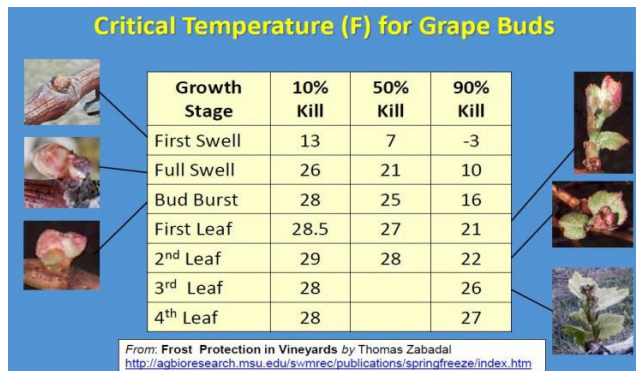 Critical Temperature (F) for Grape Buds
Growth Stage 10% Kill 50% Kill 90% Kill
First Swell 13 7 -3
Full Swell 26 21 10
Bud Burst 28 25 16
First Leaf 28.5 27 21
2nd Leaf 29 28 22
3rd Leaf 28 26
4th Leaf 28 27
From: Frost Protection in Vineyards by Thomas Zabadal
http://agbioresearch.msu.edu/swmrec/publications/springfreeze/index.htm